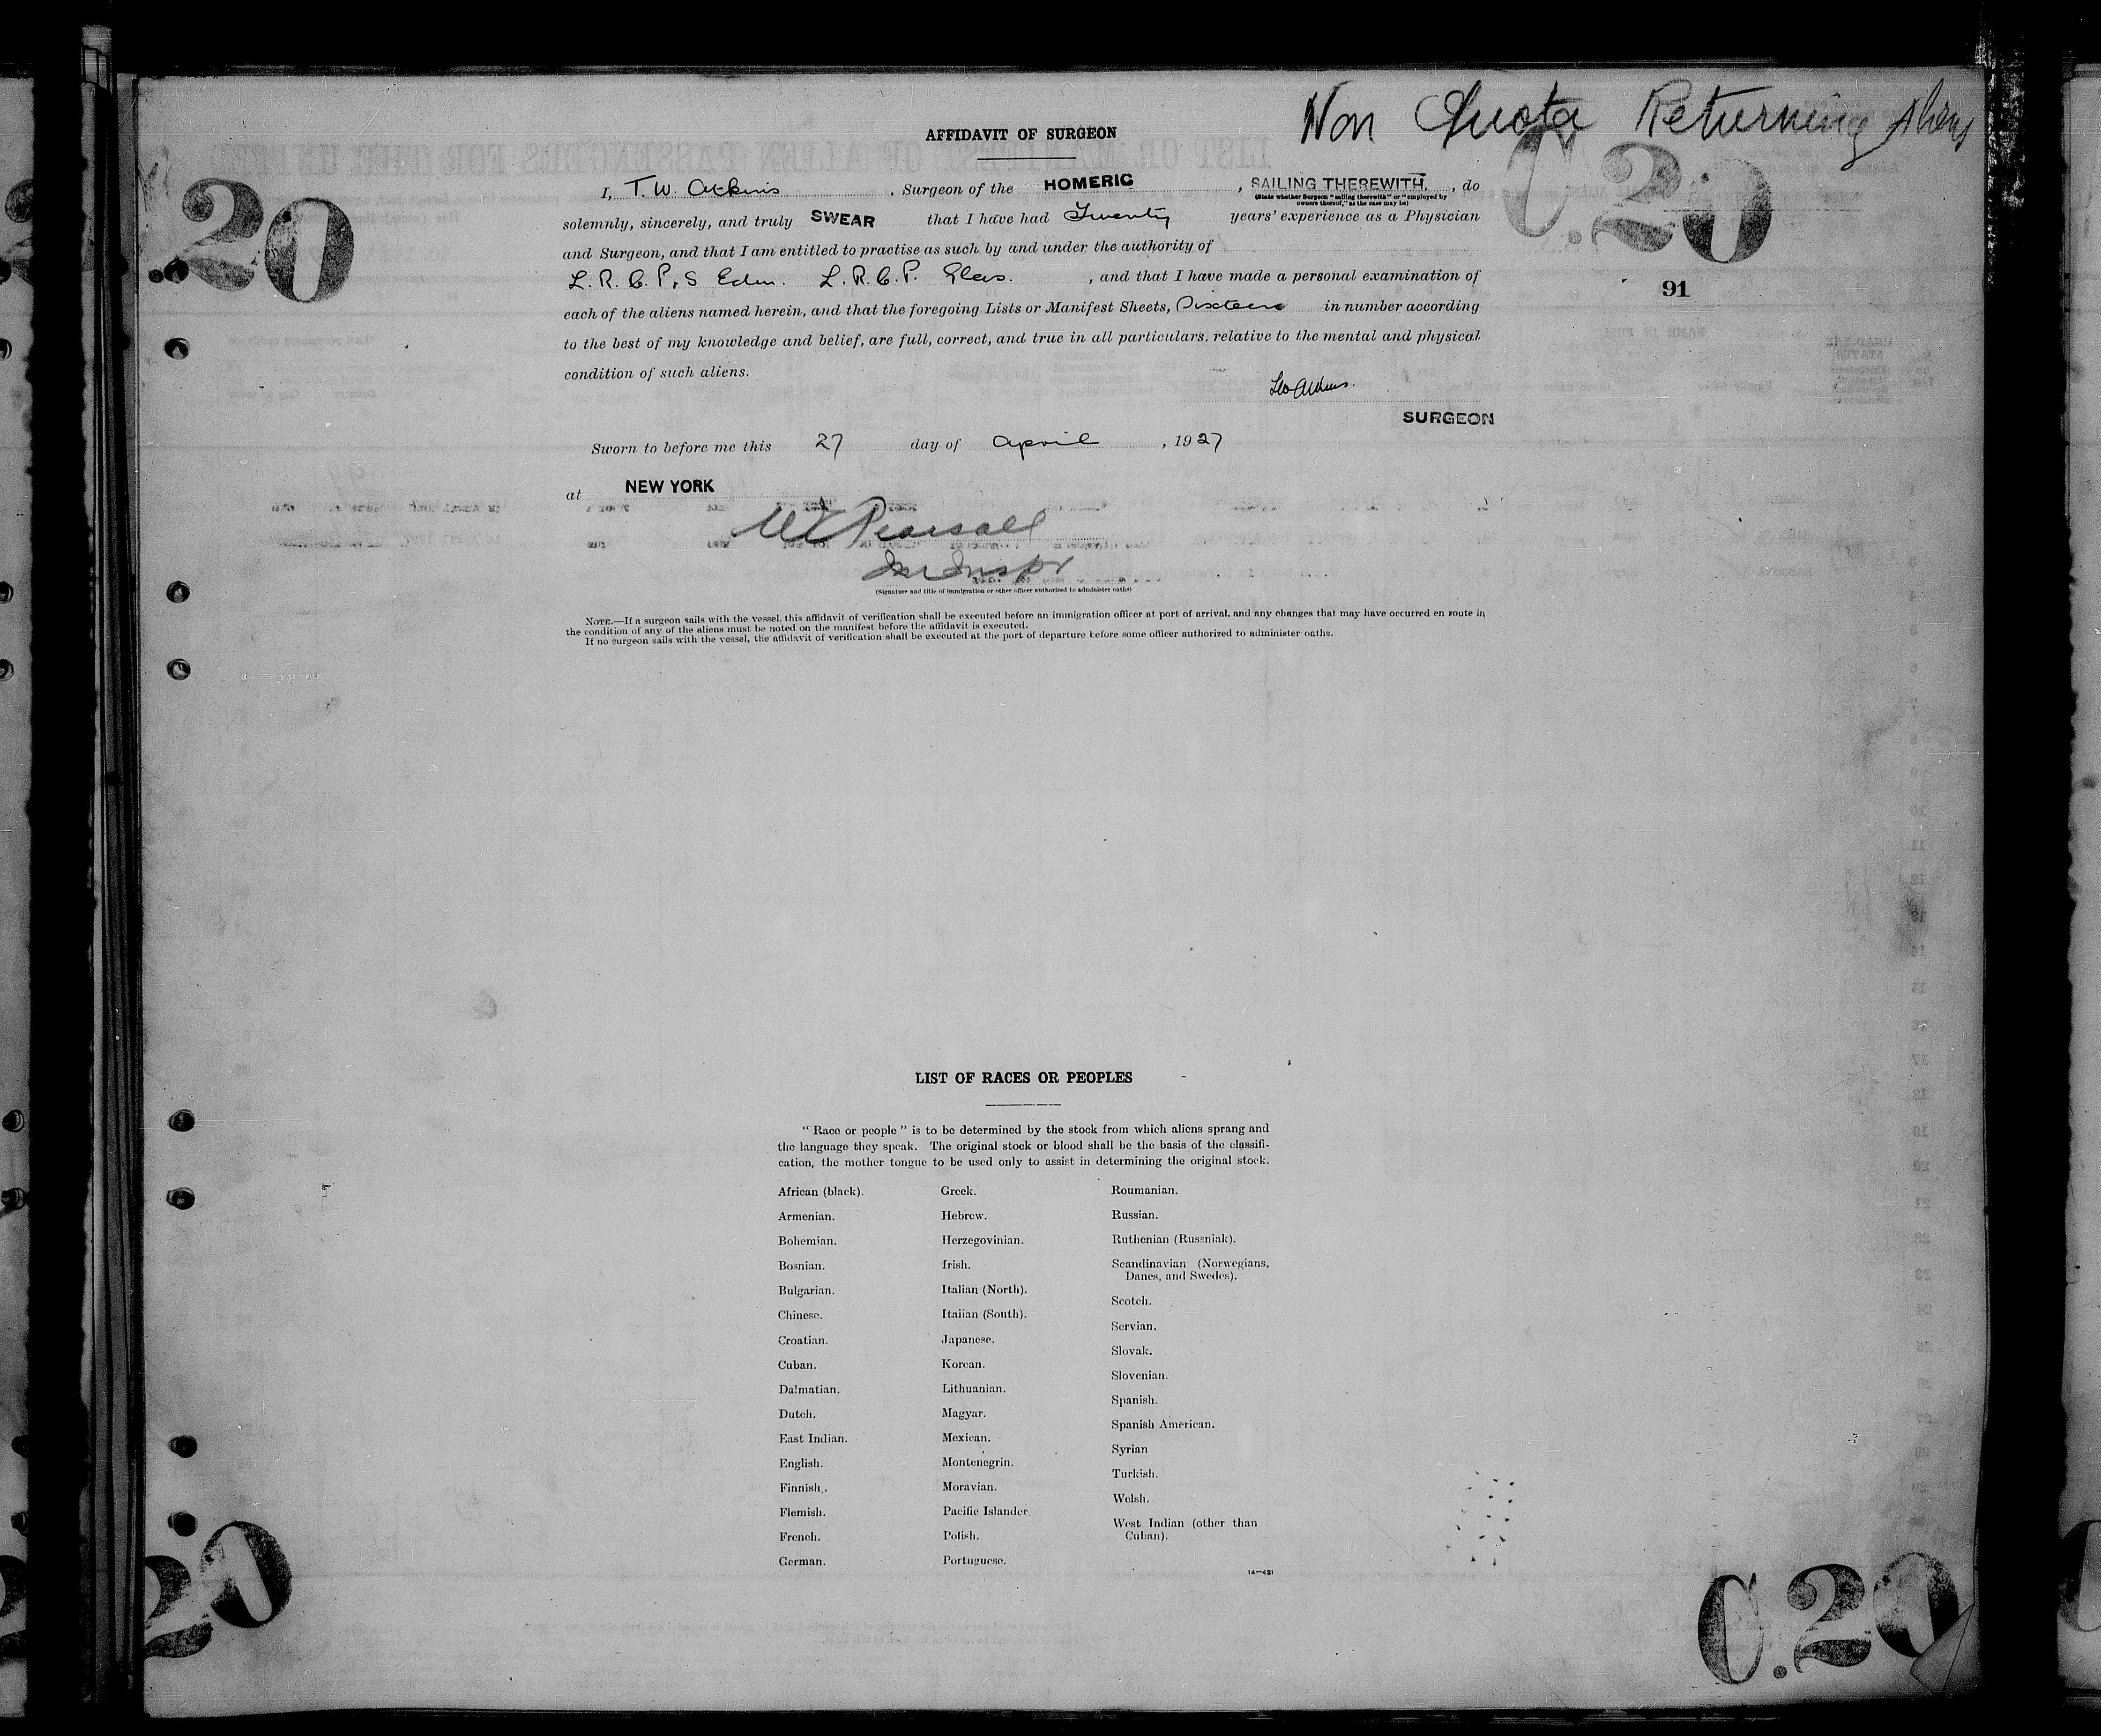 Non Quota Returning Aliens
AFFIDAVIT OF SURGEON
C.20
20
I, T. W. Atkins, Surgeon of the HOMERIC, SAILING THEREWITH., do
(State whether Surgeon "sailing therewith" or "employed by
owners thereof," as the case may be)
solemnly, sincerely, and truly SWEAR that I have had Twenty years' experience as a Physician
and Surgeon, and that I am entitled to practise as such by and under the authority of
L. R. C. P. S Edin. L. R. C. P. Glas. , and that I have made a personal examination of
91
each of the aliens named herein, and that the foregoing Lists or Manifest Sheets, Sixteen in number according
to the best of my knowledge and belief, are full, correct, and true in all particulars, relative to the mental and physical
condition of such aliens.
Atkins.
SURGEON
Sworn to before me this 27 day of April, 1927
at NEW YORK
Pearsall
Im Inspr
(Signature and title of immigration or other officer authorized to administer oaths)
NOTE.—If a surgeon sails with the vessel, this affidavit of verification shall be executed before an immigration officer at port of arrival, and any changes that may have occurred en route in
the condition of any of the aliens must be noted on the manifest before the affidavit is executed.
If no surgeon sails with the vessel, the affidavit of verification shall be executed at the port of departure before some officer authorized to administer oaths.
LIST OF RACES OR PEOPLES
"Race or people" is to be determined by the stock from which aliens sprang and
the language they speak. The original stock or blood shall be the basis of the classifi-
cation, the mother tongue to be used only to assist in determining the original stock.
African (black).
Armenian.
Bohemian.
Bosnian.
Bulgarian.
Chinese.
Croatian.
Cuban.
Dalmatian.
Dutch.
East Indian.
English.
Finnish.
Flemish.
French.
German.
Greek.
Hebrew.
Herzegovinian.
Irish.
Italian (North).
Italian (South).
Japanese.
Korean.
Lithuanian.
Magyar.
Mexican.
Montenegrin.
Moravian.
Pacific Islander.
Polish.
Portuguese.
Roumanian.
Russian.
Ruthenian (Russniak).
Scandinavian (Norwegians,
Danes, and Swedes).
Scotch.
Servian.
Slovak.
Slovenian.
Spanish.
Spanish American.
Syrian
Turkish.
Welsh.
West Indian (other than
Cuban).
14—431
20
C.20